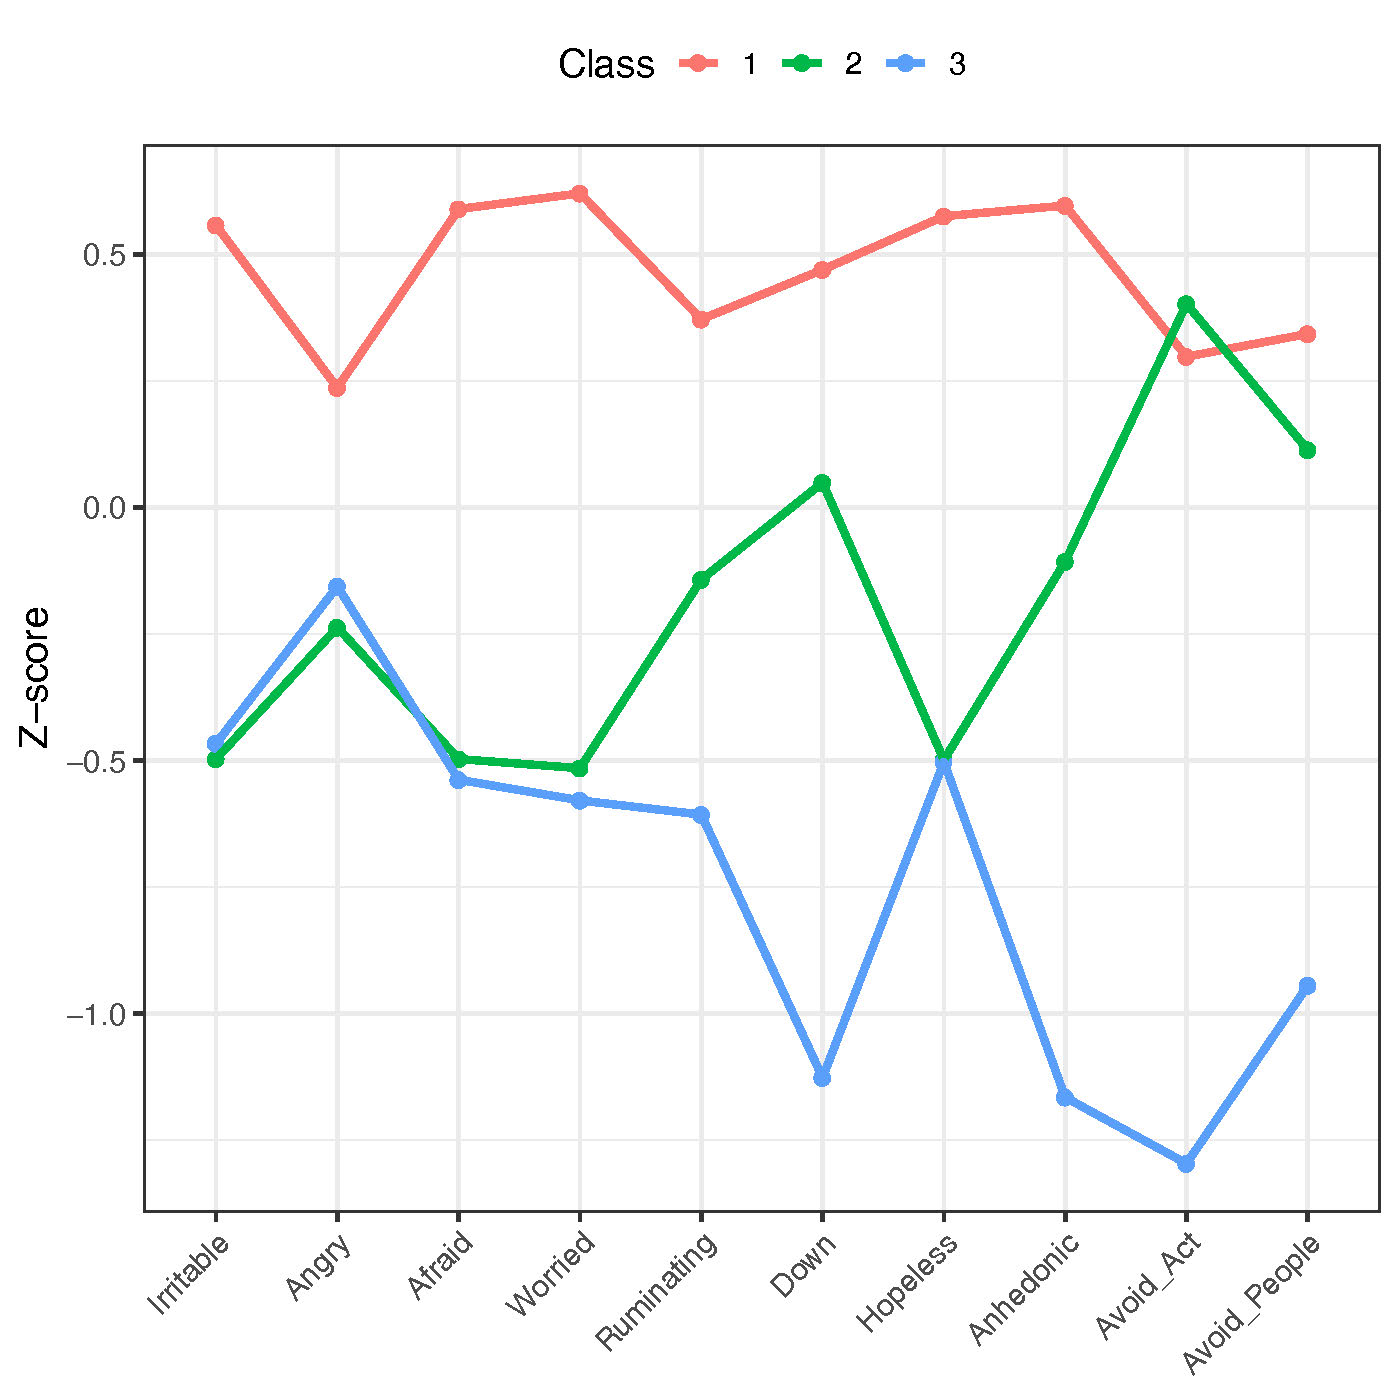 Class 1 2 3
Z−score
0.5
0.0
−0.5
−1.0
Irritable
Angry
Afraid
Worried
Ruminating
Down
Hopeless
Anhedonic
Avoid_Act
Avoid_People